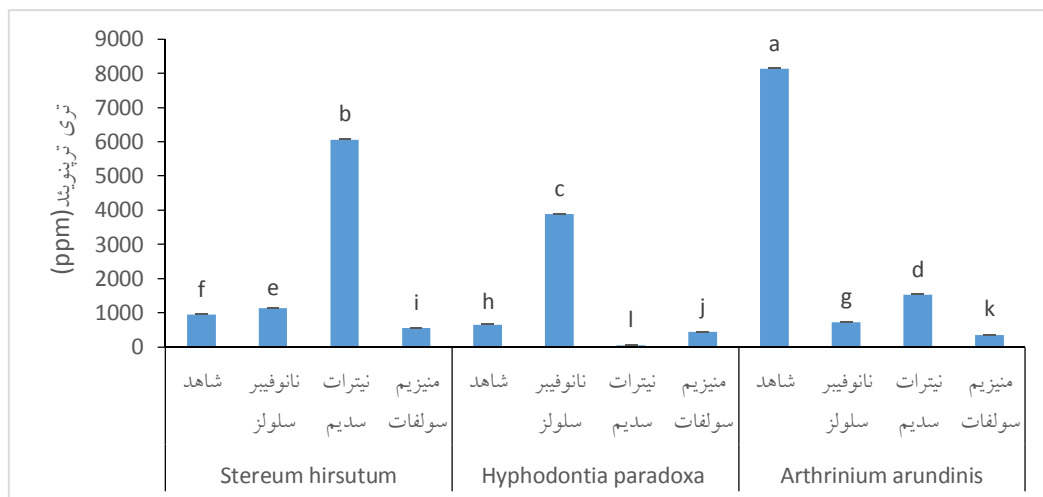 تری ترپنوئید (ppm)
9000
8000
7000
6000
5000
4000
3000
2000
1000
0
f
e
b
i
h
c
l
j
a
g
d
k
شاهد
نانوفیبر
سلولز
نیترات
سدیم
منیزیم
سولفات
شاهد
نانوفیبر
سلولز
نیترات
سدیم
منیزیم
سولفات
شاهد
نانوفیبر
سلولز
نیترات
سدیم
منیزیم
سولفات
Stereum hirsutum
Hyphodontia paradoxa
Arthrinium arundinis